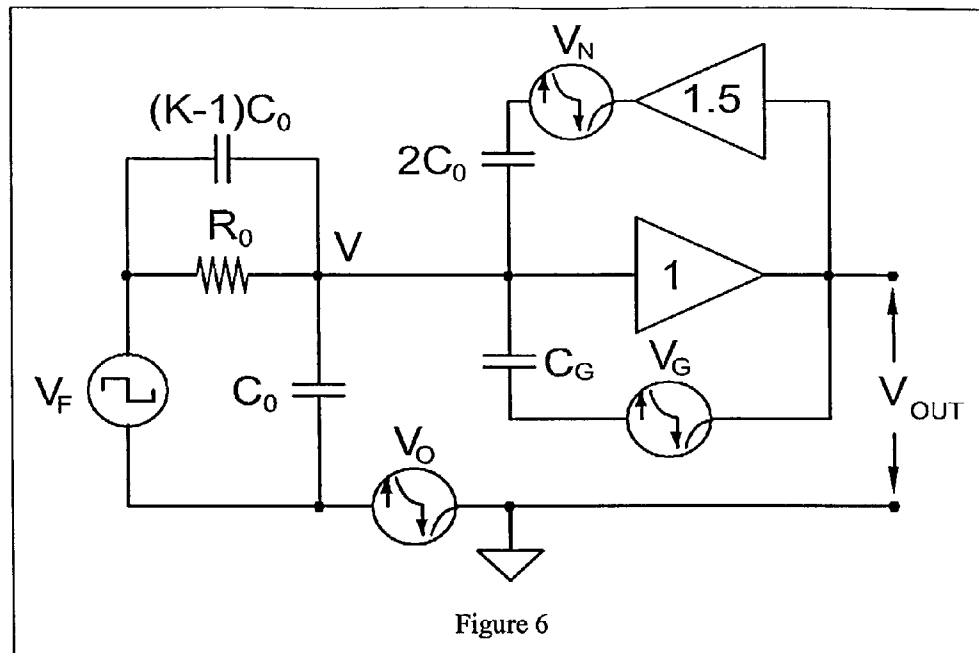 V_N
1.5
(K-1)C_0
2C_0
R_0
V
1
C_G
V_G
V_F
C_0
V_OUT
V_O
Figure 6